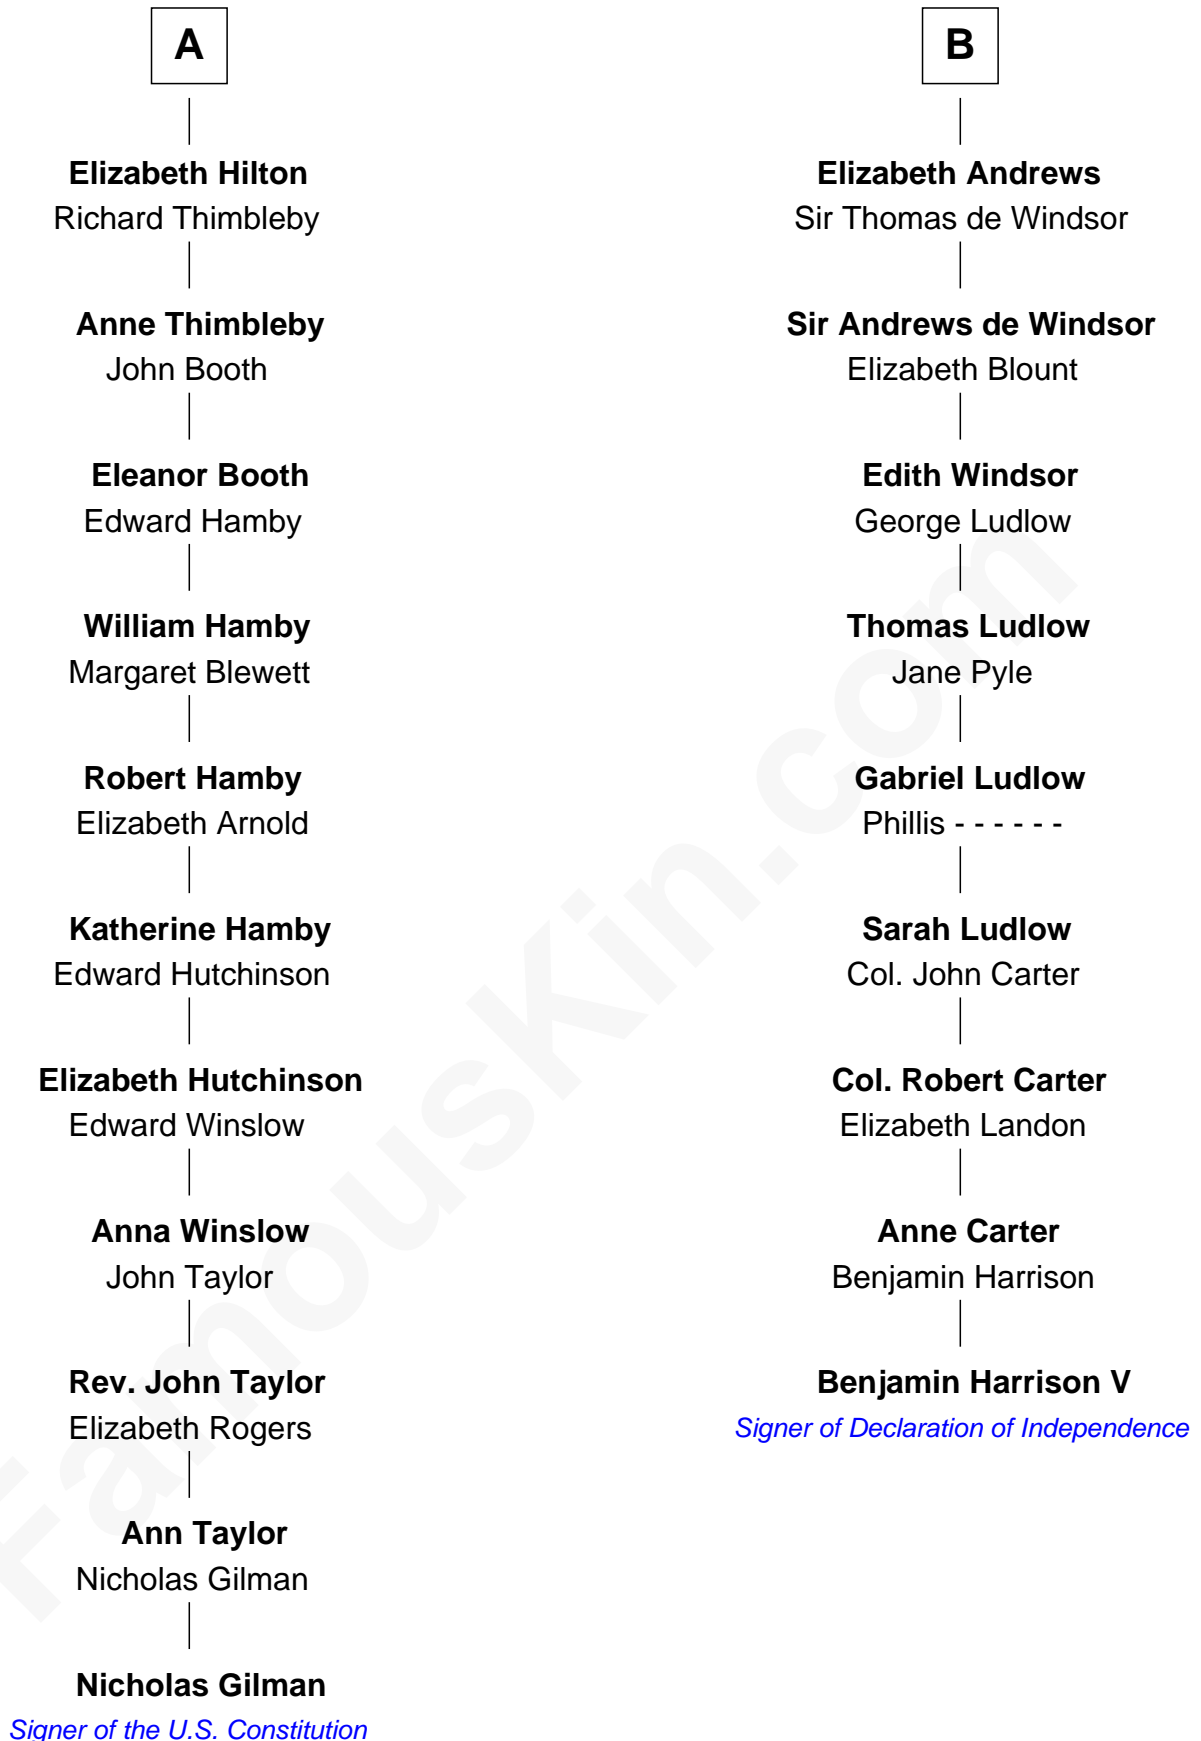 A
Elizabeth Hilton
Richard Thimbleby
Anne Thimbleby
John Booth
Eleanor Booth
Edward Hamby
William Hamby
Margaret Blewett
Robert Hamby
Elizabeth Arnold
Katherine Hamby
Edward Hutchinson
Elizabeth Hutchinson
Edward Winslow
Anna Winslow
John Taylor
Rev. John Taylor
Elizabeth Rogers
Ann Taylor
Nicholas Gilman
Nicholas Gilman
Signer of the U.S. Constitution
B
Elizabeth Andrews
Sir Thomas de Windsor
Sir Andrews de Windsor
Elizabeth Blount
Edith Windsor
George Ludlow
Thomas Ludlow
Jane Pyle
Gabriel Ludlow
Phillis - - - - - -
Sarah Ludlow
Col. John Carter
Col. Robert Carter
Elizabeth Landon
Anne Carter
Benjamin Harrison
Benjamin Harrison V
Signer of Declaration of Independence
FamousKin.com